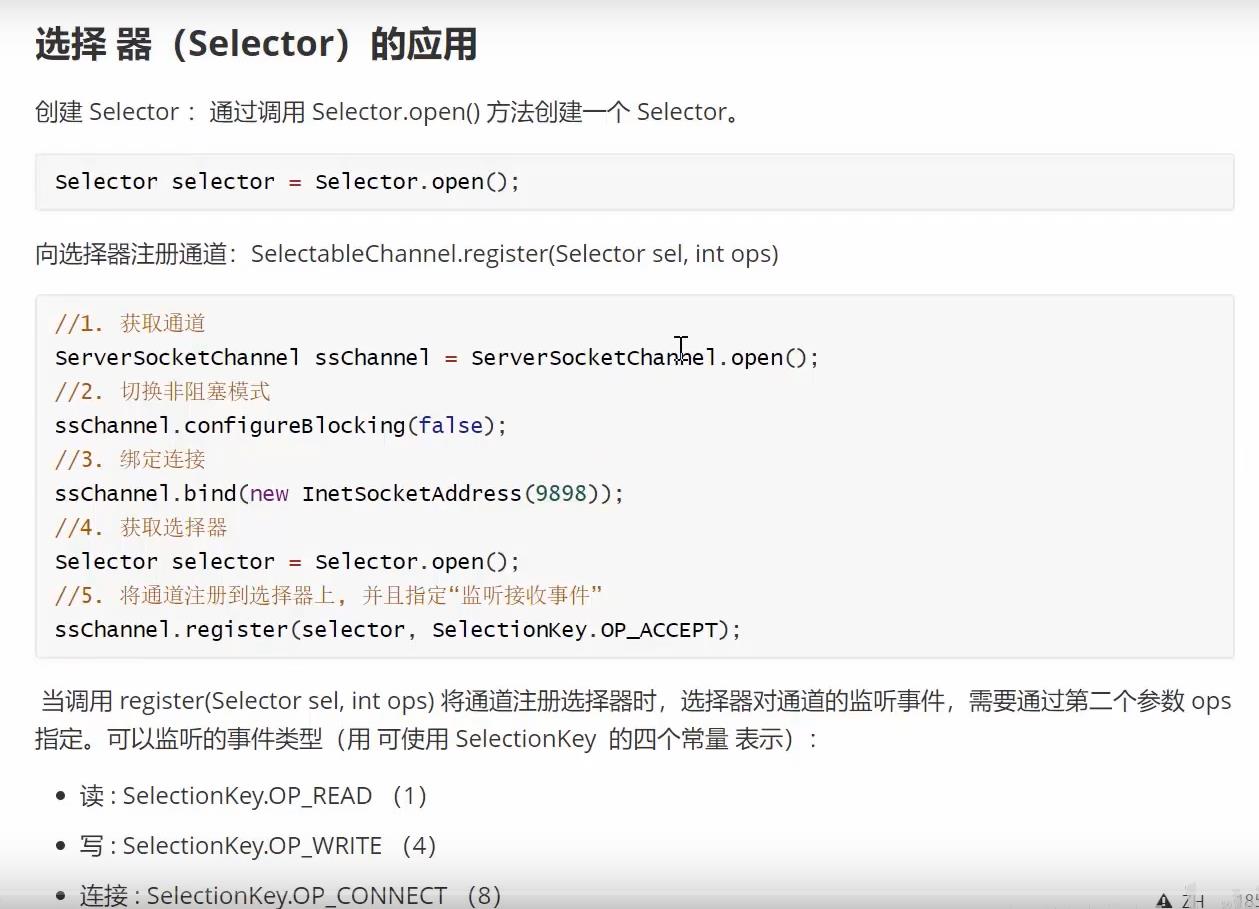 选择 器（Selector）的应用
创建 Selector ：通过调用 Selector.open() 方法创建一个 Selector。
Selector selector = Selector.open();
向选择器注册通道：SelectableChannel.register(Selector sel, int ops)
//1. 获取通道
ServerSocketChannel ssChannel = ServerSocketChannel.open();
//2. 切换非阻塞模式
ssChannel.configureBlocking(false);
//3. 绑定连接
ssChannel.bind(new InetSocketAddress(9898));
//4. 获取选择器
Selector selector = Selector.open();
//5. 将通道注册到选择器上, 并且指定“监听接收事件”
ssChannel.register(selector, SelectionKey.OP_ACCEPT);
当调用 register(Selector sel, int ops) 将通道注册选择器时，选择器对通道的监听事件，需要通过第二个参数 ops
指定。可以监听的事件类型（用 可使用 SelectionKey 的四个常量 表示）：
• 读 : SelectionKey.OP_READ （1）
• 写 : SelectionKey.OP_WRITE （4）
• 连接 : SelectionKey.OP_CONNECT （8）
ZH